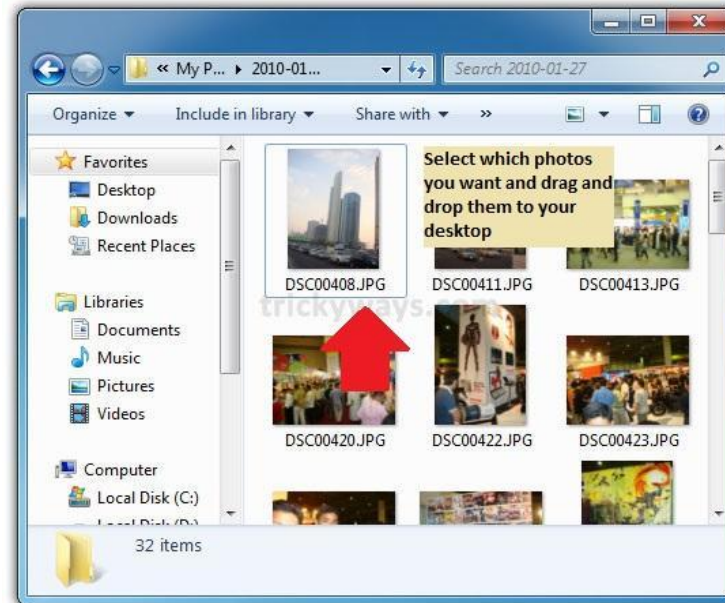 « My P... ▸ 2010-01...
Search 2010-01-27
Organize
Include in library
Share with
»
Favorites
Desktop
Downloads
Recent Places
Libraries
Documents
Music
Pictures
Videos
Computer
Local Disk (C:)
Local Disk (D:)
Select which photos
you want and drag and
drop them to your
desktop
DSC00408.JPG
DSC00411.JPG
DSC00413.JPG
trickyways.com
DSC00420.JPG
DSC00422.JPG
DSC00423.JPG
32 items